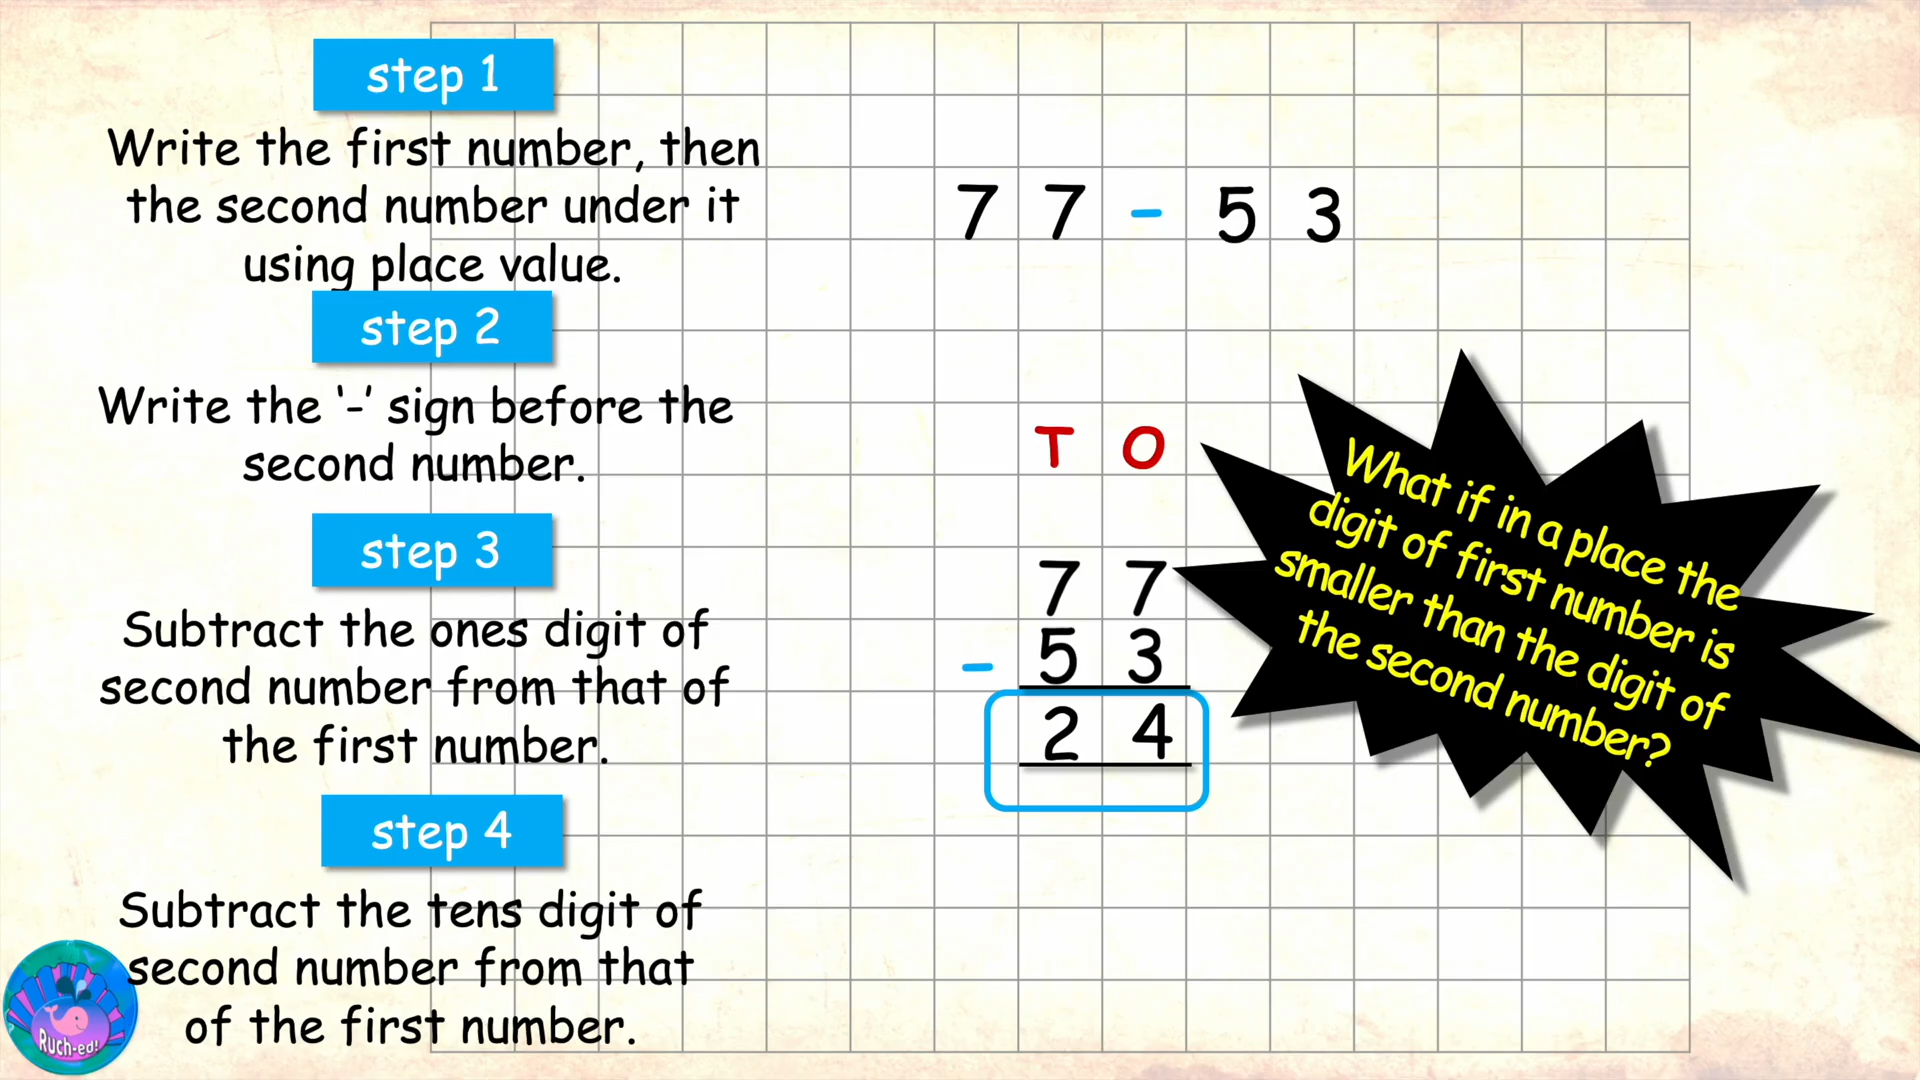 step 1
Write the first number, then
the second number under it
using place value.
step 2
Write the ‘-’ sign before the
second number.
step 3
Subtract the ones digit of
second number from that of
the first number.
step 4
Subtract the tens digit of
second number from that
of the first number.
7 7 - 5 3
T O
7 7
- 5 3
2 4
What if in a place the
digit of first number is
smaller than the digit of
the second number?
Ruch-ed!